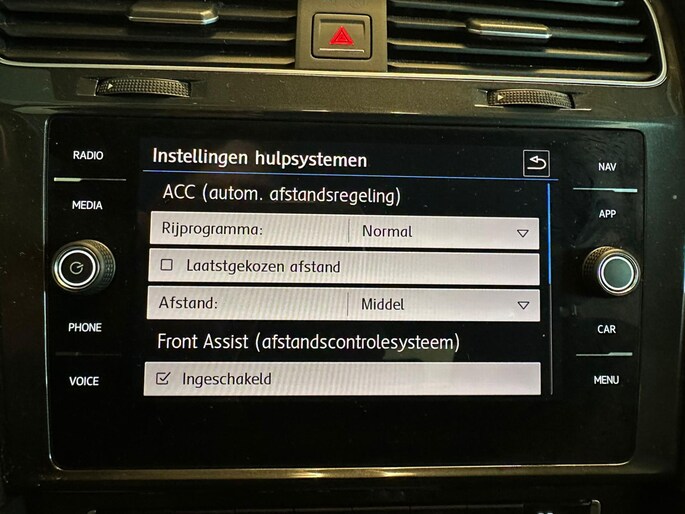 RADIO
MEDIA
PHONE
VOICE
Instellingen hulpsystemen
ACC (autom. afstandsregeling)
Rijprogramma: Normal
Laatstgekozen afstand
Afstand: Middel
Front Assist (afstandscontrolesysteem)
Ingeschakeld
NAV
APP
CAR
MENU